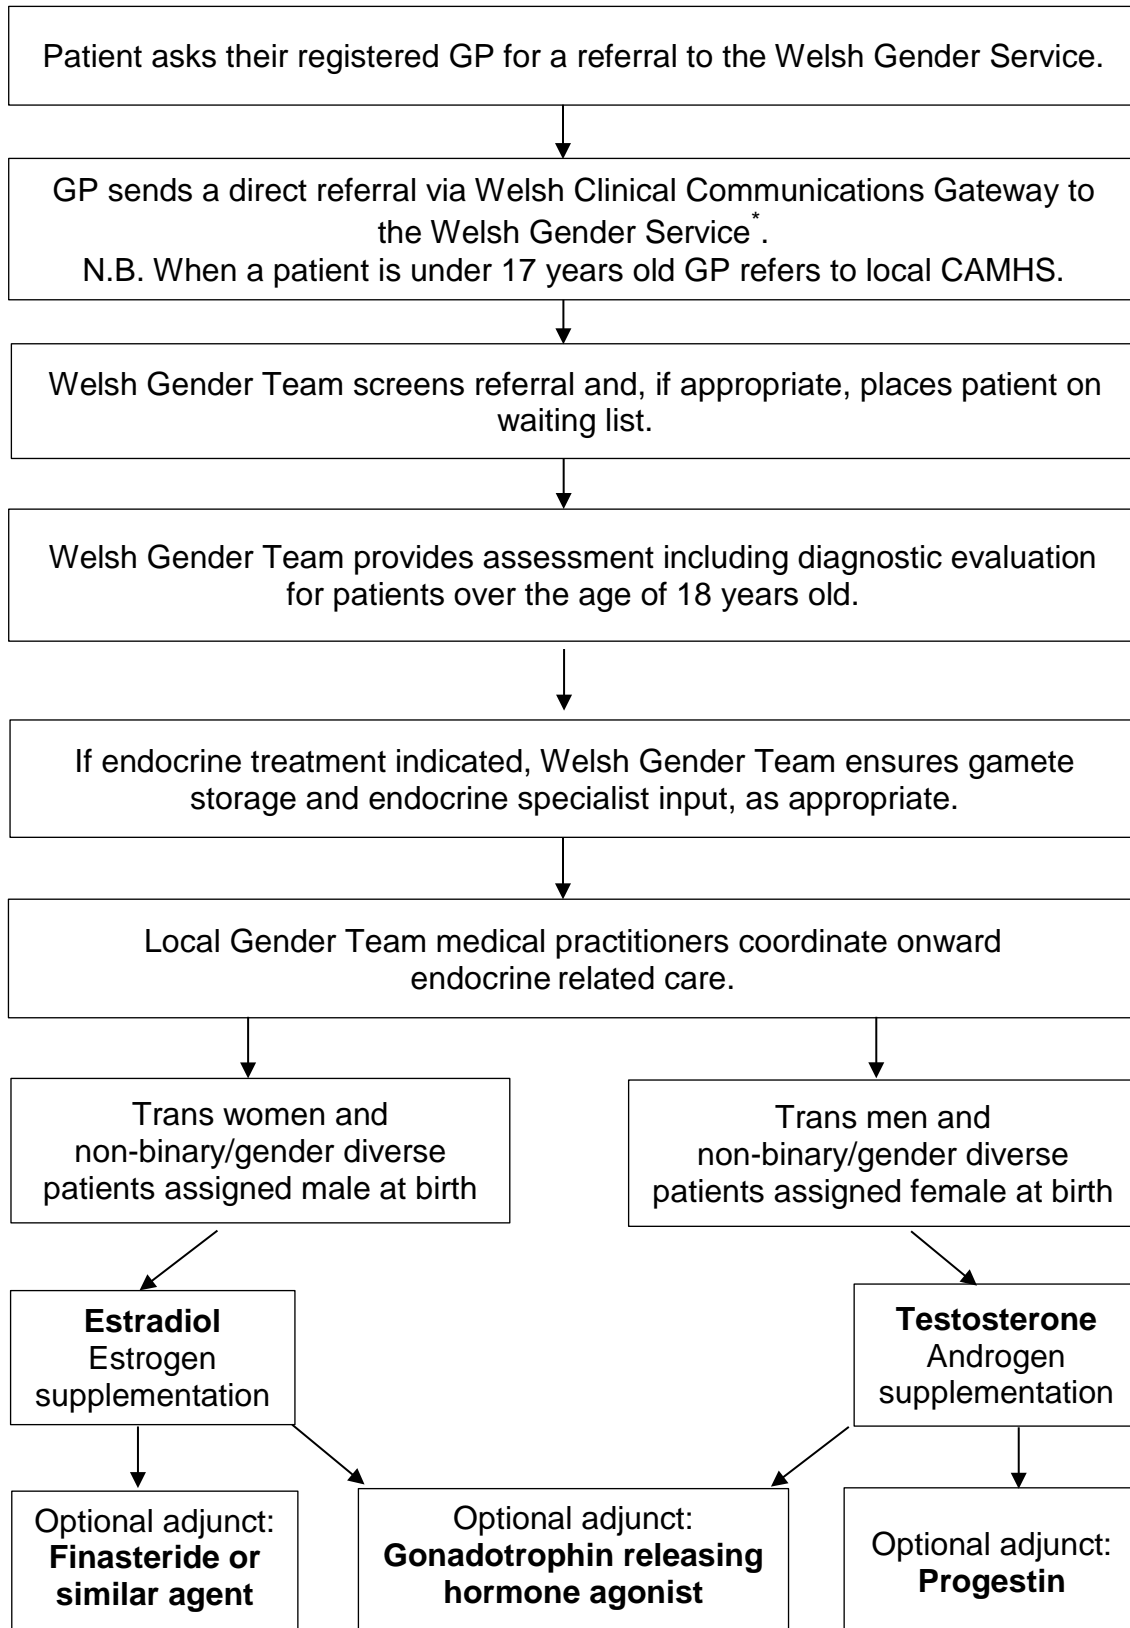 Patient asks their registered GP for a referral to the Welsh Gender Service.
GP sends a direct referral via Welsh Clinical Communications Gateway to
the Welsh Gender Service*.
N.B. When a patient is under 17 years old GP refers to local CAMHS.
Welsh Gender Team screens referral and, if appropriate, places patient on
waiting list.
Welsh Gender Team provides assessment including diagnostic evaluation
for patients over the age of 18 years old.
If endocrine treatment indicated, Welsh Gender Team ensures gamete
storage and endocrine specialist input, as appropriate.
Local Gender Team medical practitioners coordinate onward
endocrine related care.
Trans women and
non-binary/gender diverse
patients assigned male at birth
Trans men and
non-binary/gender diverse
patients assigned female at birth
Estradiol
Estrogen
supplementation
Testosterone
Androgen
supplementation
Optional adjunct:
Finasteride or
similar agent
Optional adjunct:
Gonadotrophin releasing
hormone agonist
Optional adjunct:
Progestin